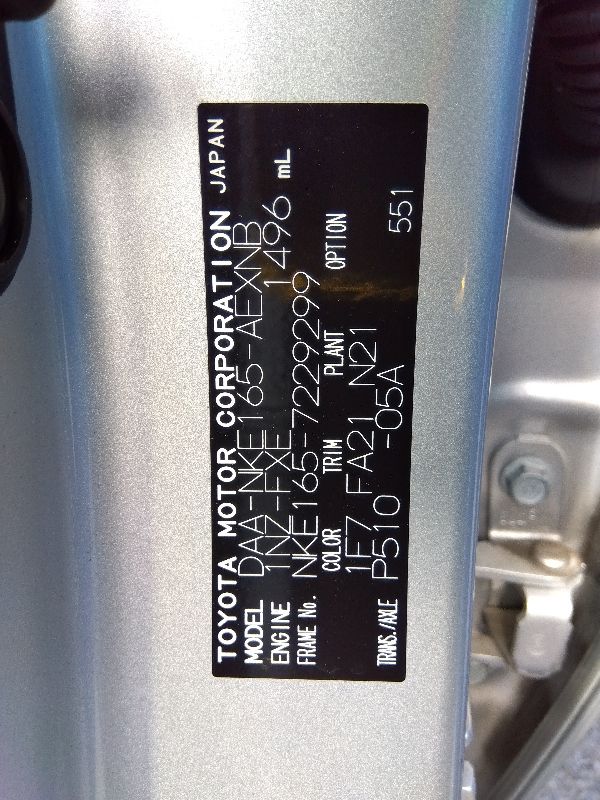 TOYOTA MOTOR CORPORATION JAPAN
MODEL DAA-NKE165-AEXNB
ENGINE 1NZ-FXE 1496 mL
FRAME No. NKE165-7229299
COLOR TRIM PLANT OPTION
1F7 FA21 N21
TRANS./AXLE P510 -05A 551